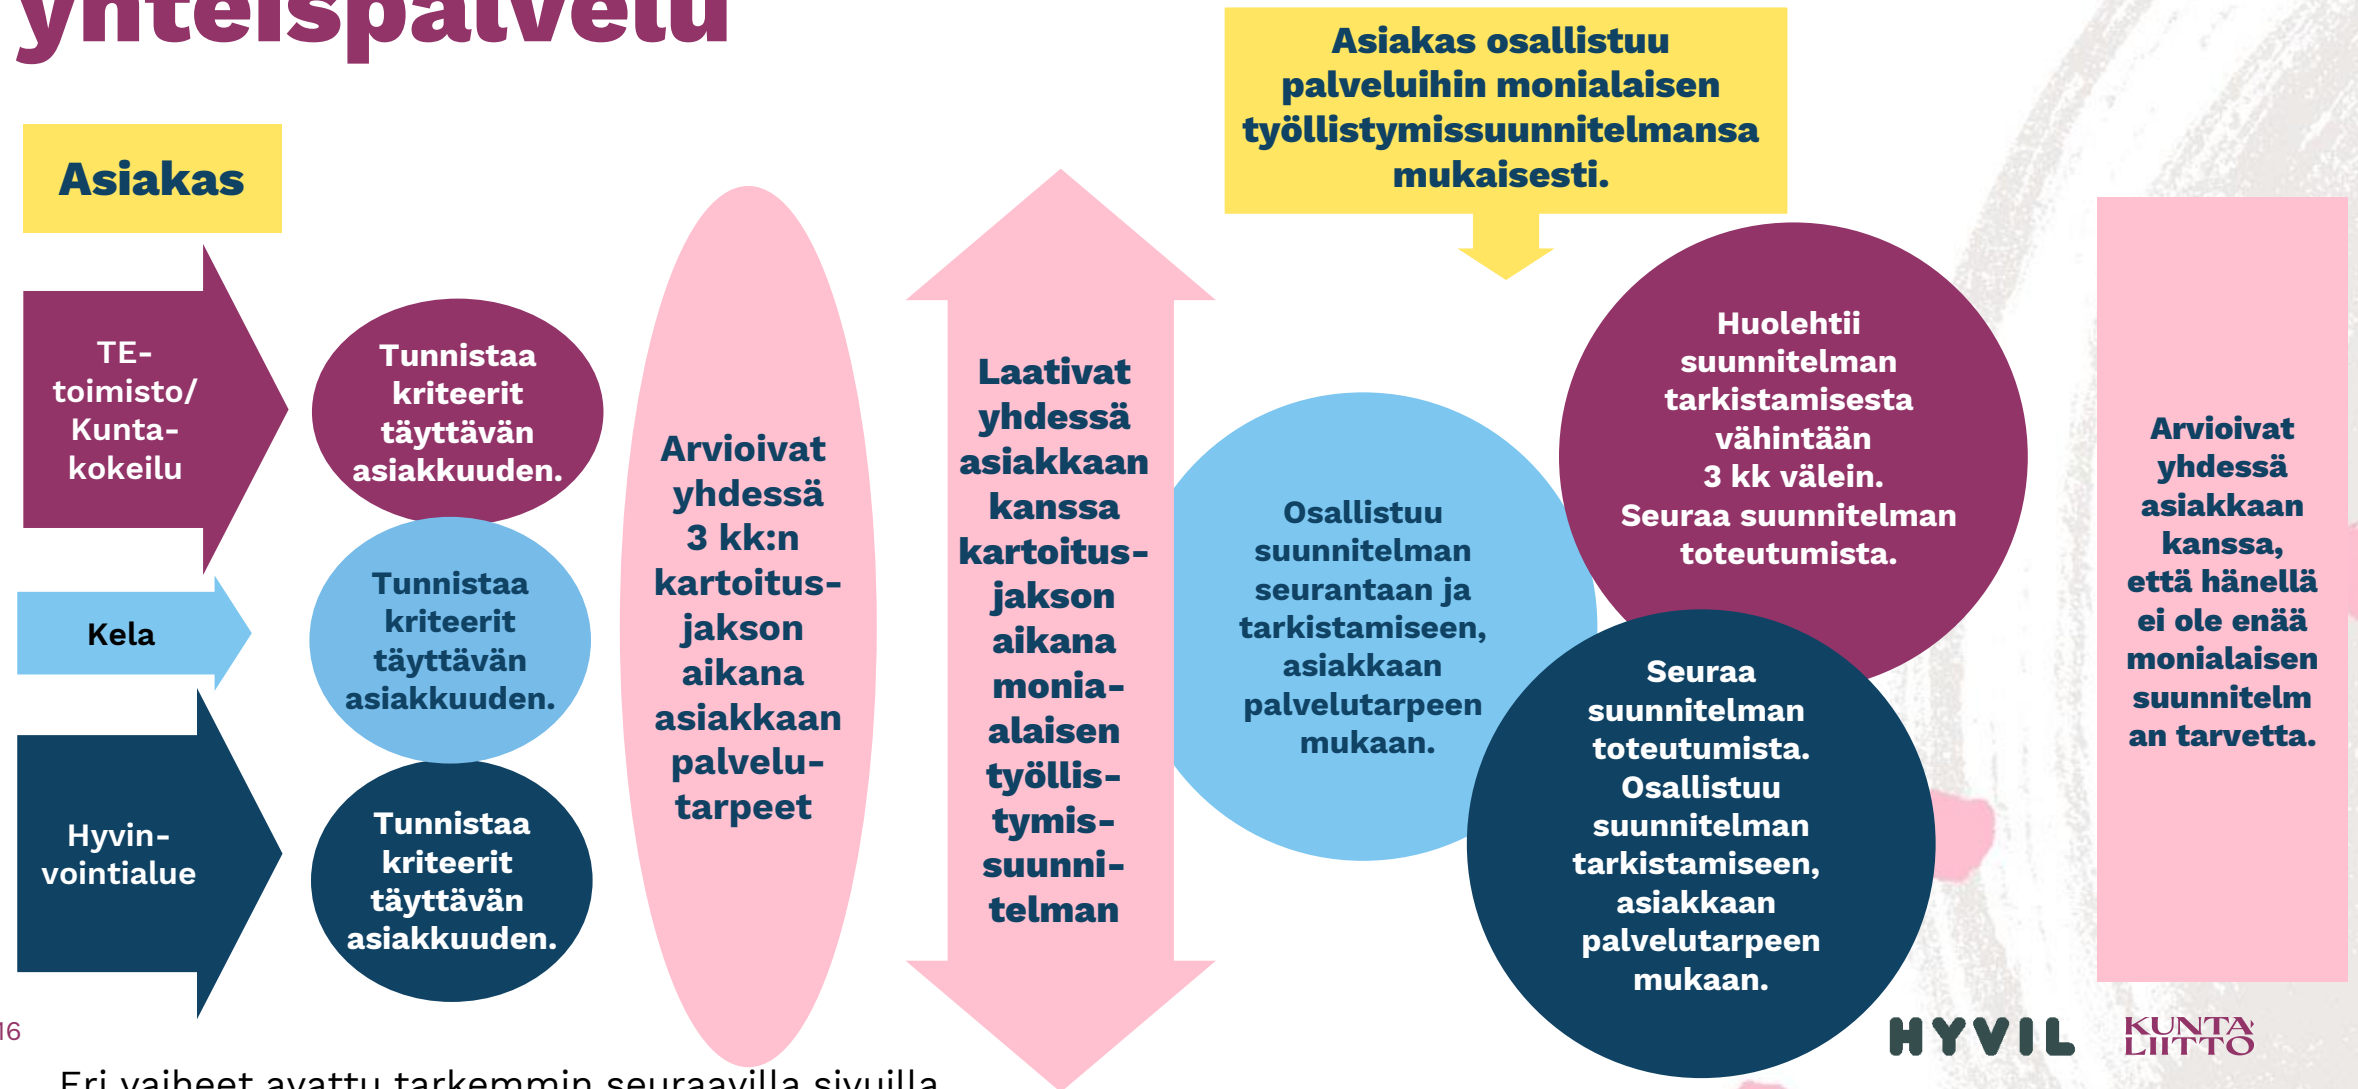 yhteispalvelu
Asiakas
TE-
toimisto/
Kunta-
kokeilu
Kela
Hyvin-
vointialue
Tunnistaa
kriteerit
täyttävän
asiakkuuden.
Tunnistaa
kriteerit
täyttävän
asiakkuuden.
Tunnistaa
kriteerit
täyttävän
asiakkuuden.
Arvioivat
yhdessä
3 kk:n
kartoitus-
jakson
aikana
asiakkaan
palvelu-
tarpeet
Laativat
yhdessä
asiakkaan
kanssa
kartoitus-
jakson
aikana
monia-
alaisen
työllis-
tymis-
suunni-
telman
Asiakas osallistuu
palveluihin monialaisen
työllistymissuunnitelmansa
mukaisesti.
Osallistuu
suunnitelman
seurantaan ja
tarkistamiseen,
asiakkaan
palvelutarpeen
mukaan.
Huolehtii
suunnitelman
tarkistamisesta
vähintään
3 kk välein.
Seuraa suunnitelman
toteutumista.
Seuraa
suunnitelman
toteutumista.
Osallistuu
suunnitelman
tarkistamiseen,
asiakkaan
palvelutarpeen
mukaan.
Arvioivat
yhdessä
asiakkaan
kanssa,
että hänellä
ei ole enää
monialaisen
suunnitelm
an tarvetta.
16
Eri vaiheet avattu tarkemmin seuraavilla sivuilla
HYVIL
KUNTA
LIITTO